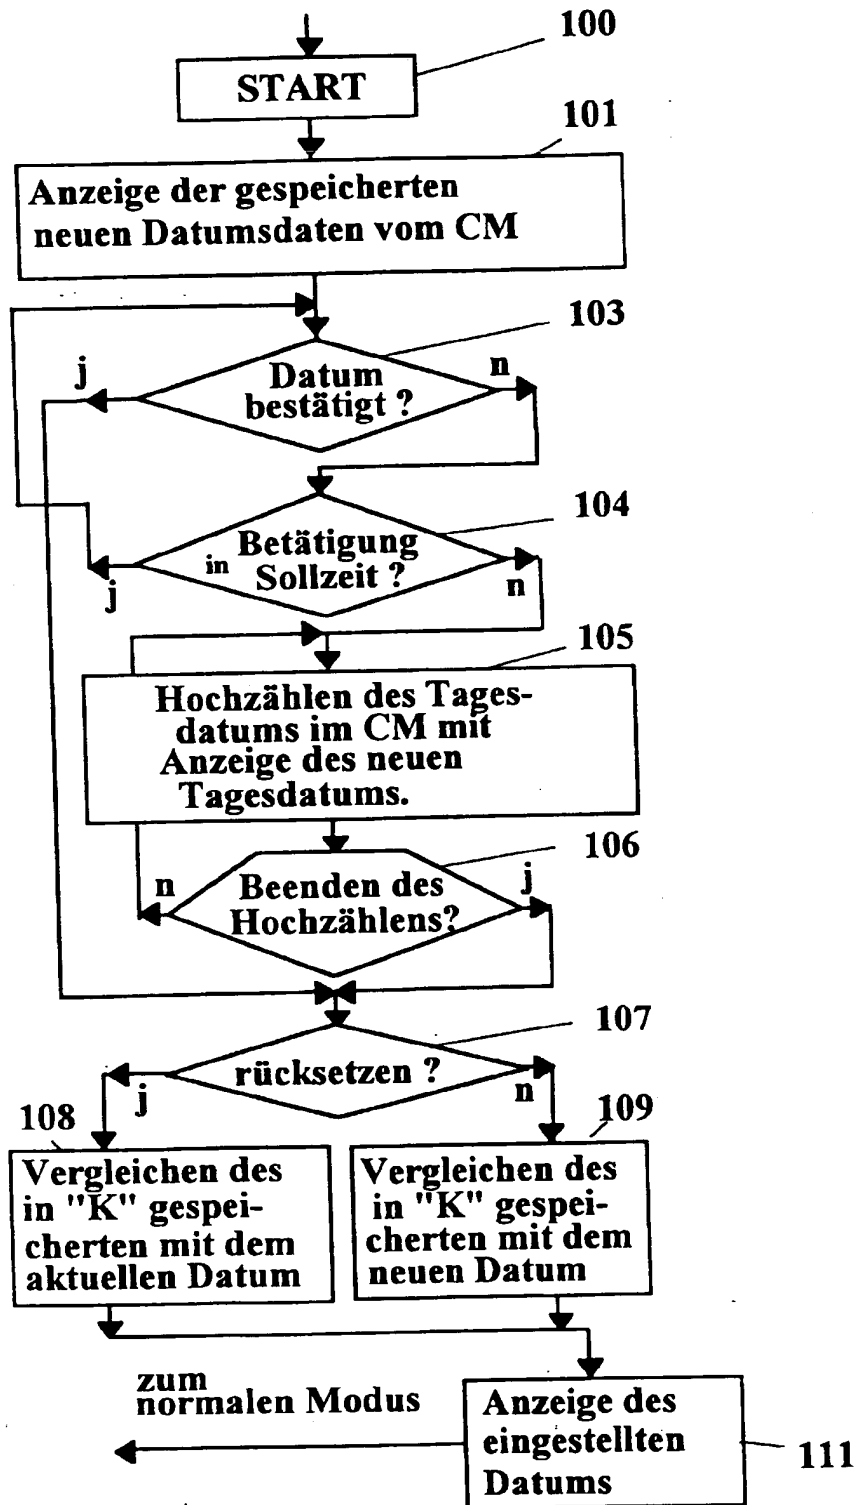 100
START
101
Anzeige der gespeicherten
neuen Datumsdaten vom CM
103
j
n
Datum
bestätigt ?
104
Betätigung
in Sollzeit ?
j
n
105
Hochzählen des Tages-
datums im CM mit
Anzeige des neuen
Tagesdatums.
106
n
j
Beenden des
Hochzählens?
107
rücksetzen ?
j
n
108
109
Vergleichen des
in "K" gespei-
cherten mit dem
aktuellen Datum
Vergleichen des
in "K" gespei-
cherten mit dem
neuen Datum
zum
normalen Modus
Anzeige des
eingestellten
Datums
111